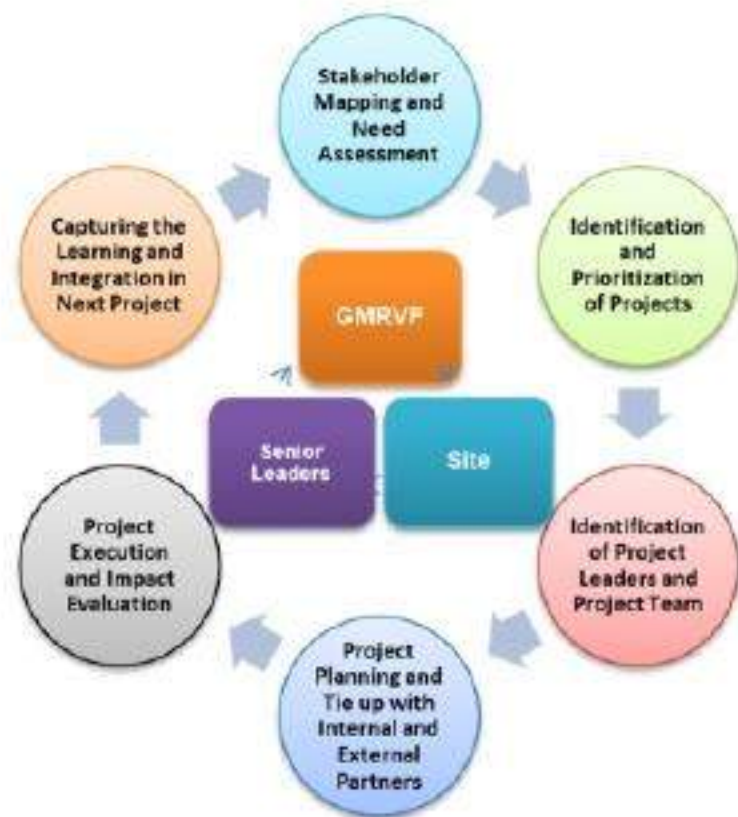 Stakeholder
Mapping and
Need
Assessment
Identification
and
Prioritization
of Projects
Identification
of Project
Leaders and
Project Team
Project
Planning and
Tie up with
Internal and
External
Partners
Project
Execution
and Impact
Evaluation
Capturing the
Learning and
Integration in
Next Project
GMRVF
Senior
Leaders
Site